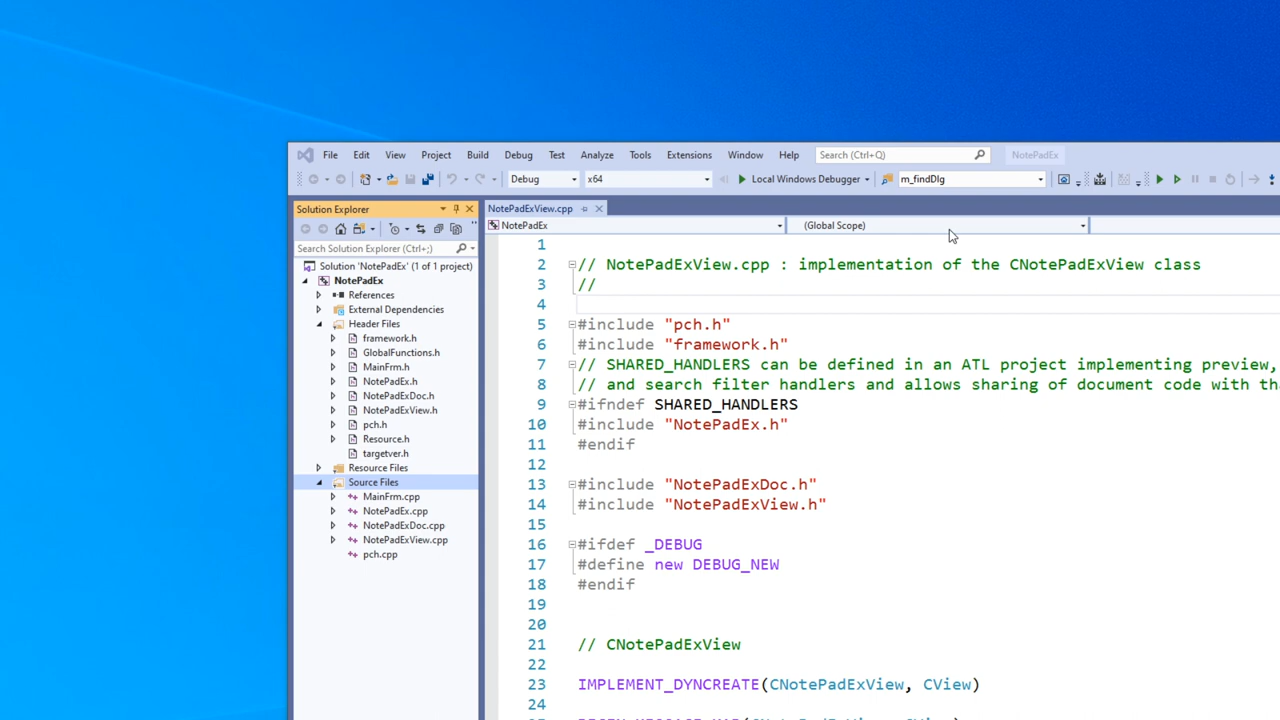 File Edit View Project Build Debug Test Analyze Tools Extensions Window Help Search (Ctrl+Q) NotePadEx
Debug x64 Local Windows Debugger m_findDlg
Solution Explorer
NotePadExView.cpp
NotePadEx (Global Scope)
Search Solution Explorer (Ctrl+;)
Solution 'NotePadEx' (1 of 1 project)
NotePadEx
References
External Dependencies
Header Files
framework.h
GlobalFunctions.h
MainFrm.h
NotePadEx.h
NotePadExDoc.h
NotePadExView.h
pch.h
Resource.h
targetver.h
Resource Files
Source Files
MainFrm.cpp
NotePadEx.cpp
NotePadExDoc.cpp
NotePadExView.cpp
pch.cpp
1
2 // NotePadExView.cpp : implementation of the CNotePadExView class
3 //
4
5 #include "pch.h"
6 #include "framework.h"
7 // SHARED_HANDLERS can be defined in an ATL project implementing preview,
8 // and search filter handlers and allows sharing of document code with
9 #ifndef SHARED_HANDLERS
10 #include "NotePadEx.h"
11 #endif
12
13 #include "NotePadExDoc.h"
14 #include "NotePadExView.h"
15
16 #ifdef _DEBUG
17 #define new DEBUG_NEW
18 #endif
19
20
21 // CNotePadExView
22
23 IMPLEMENT_DYNCREATE(CNotePadExView, CView)
24